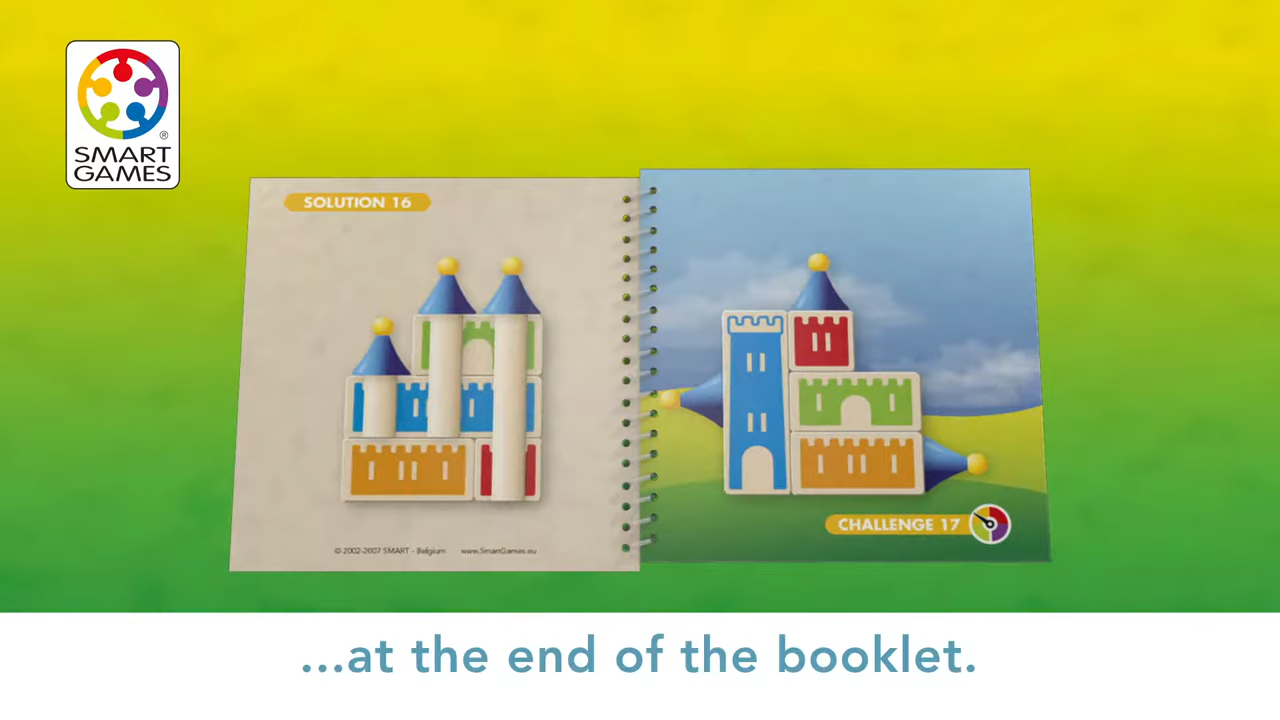 SMART
GAMES
®
SOLUTION 16
© 2002-2007 SMART - Belgium www.SmartGames.eu
CHALLENGE 17
...at the end of the booklet.